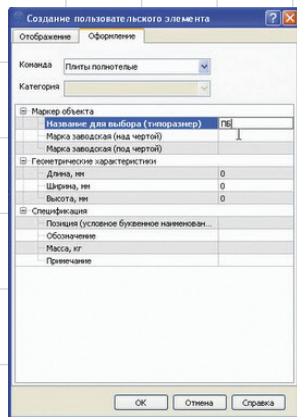 Создание пользовательского элемента
Отображение Оформление
Команда Плиты полнотелые
Категория
Маркер объекта
Название для выбора (типоразмер) ПБ
Марка заводская (над чертой)
Марка заводская (под чертой)
Геометрические характеристики
Длина, мм 0
Ширина, мм 0
Высота, мм 0
Спецификация
Позиция (условное буквенное наименован...
Обозначение
Масса, кг
Примечание
ОК Отмена Справка